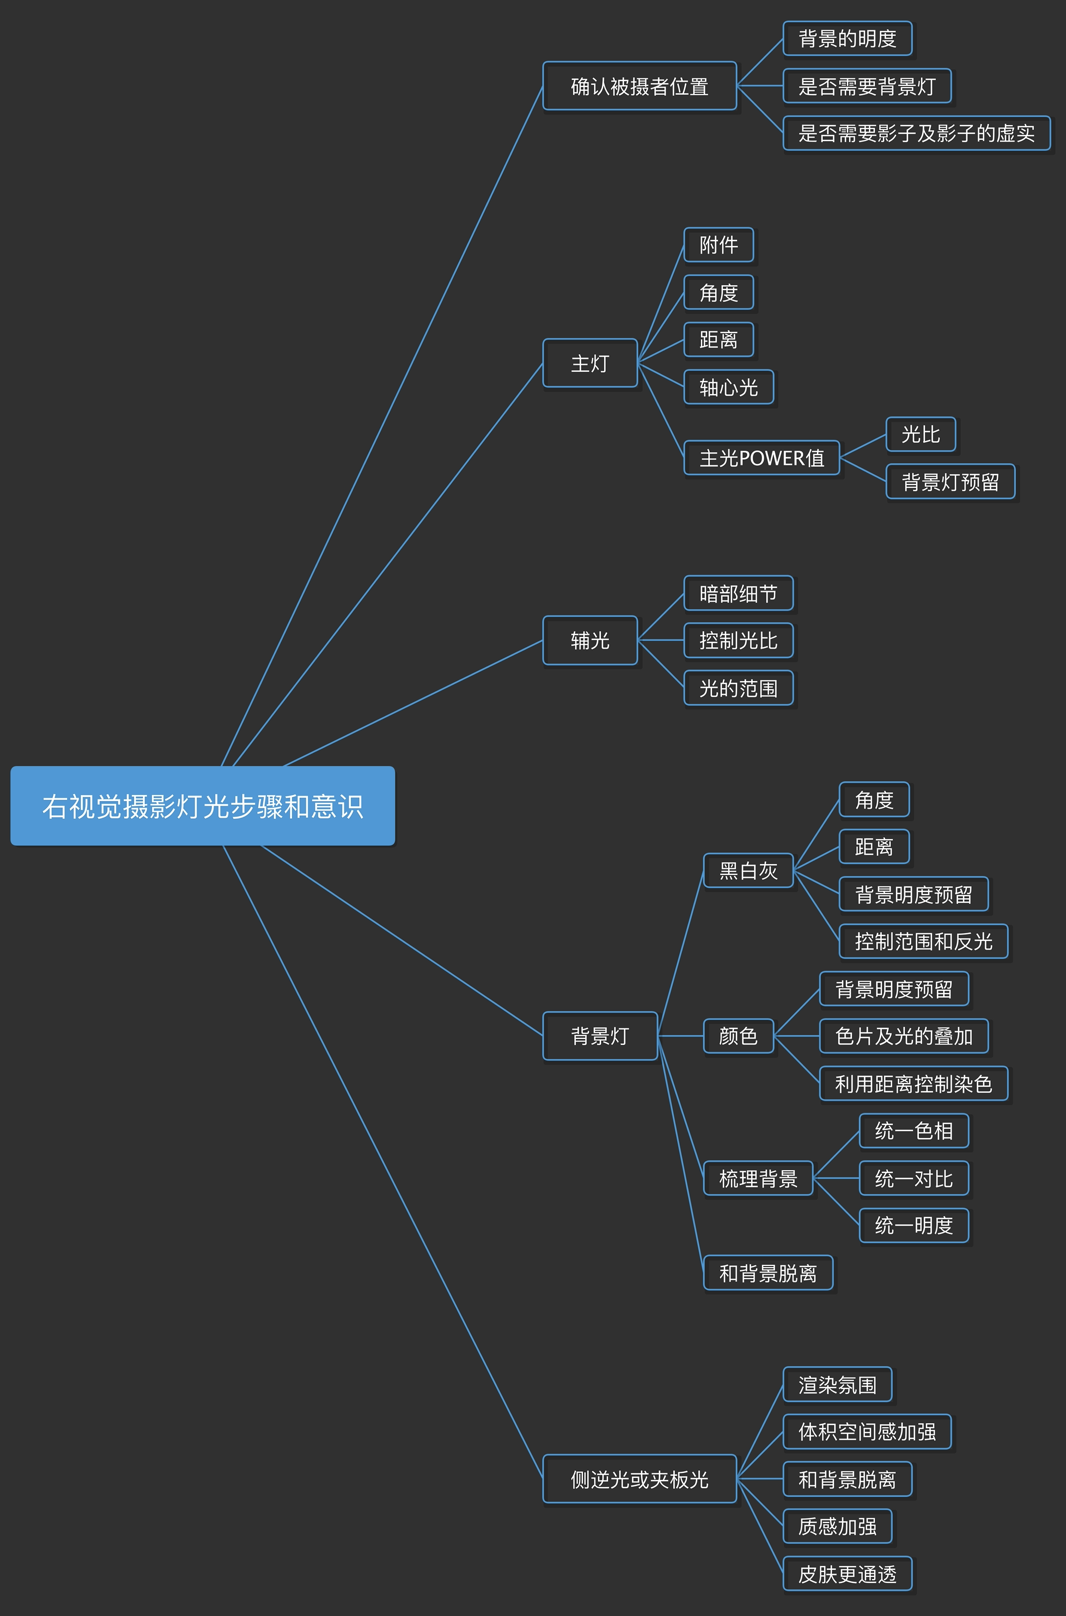 右视觉摄影灯光步骤和意识
确认被摄者位置
背景的明度
是否需要背景灯
是否需要影子及影子的虚实
主灯
附件
角度
距离
轴心光
主光POWER值
光比
背景灯预留
辅光
暗部细节
控制光比
光的范围
背景灯
黑白灰
角度
距离
背景明度预留
控制范围和反光
颜色
背景明度预留
色片及光的叠加
利用距离控制染色
梳理背景
统一色相
统一对比
统一明度
和背景脱离
侧逆光或夹板光
渲染氛围
体积空间感加强
和背景脱离
质感加强
皮肤更通透